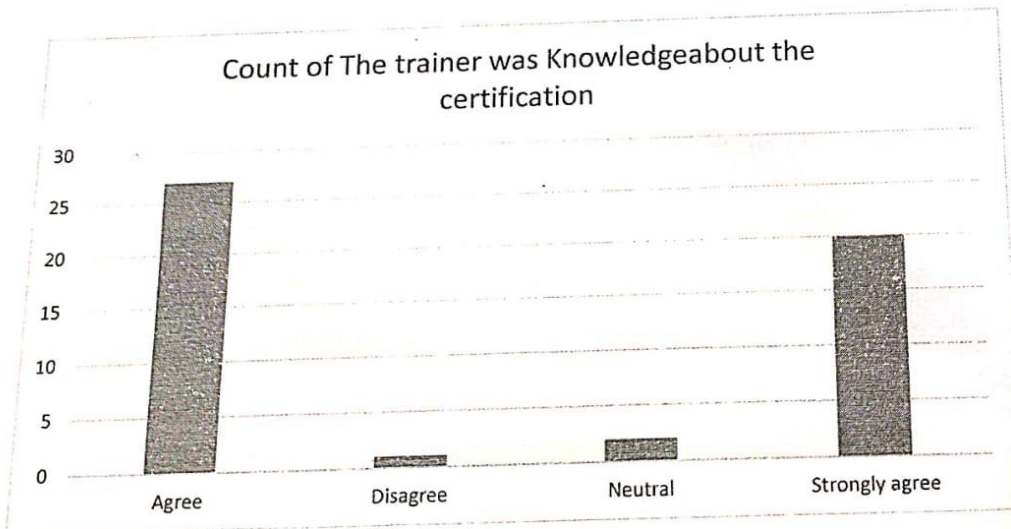 Count of The trainer was Knowledgeabout the
certification
30
25
20
15
10
5
0
Agree Disagree Neutral Strongly agree